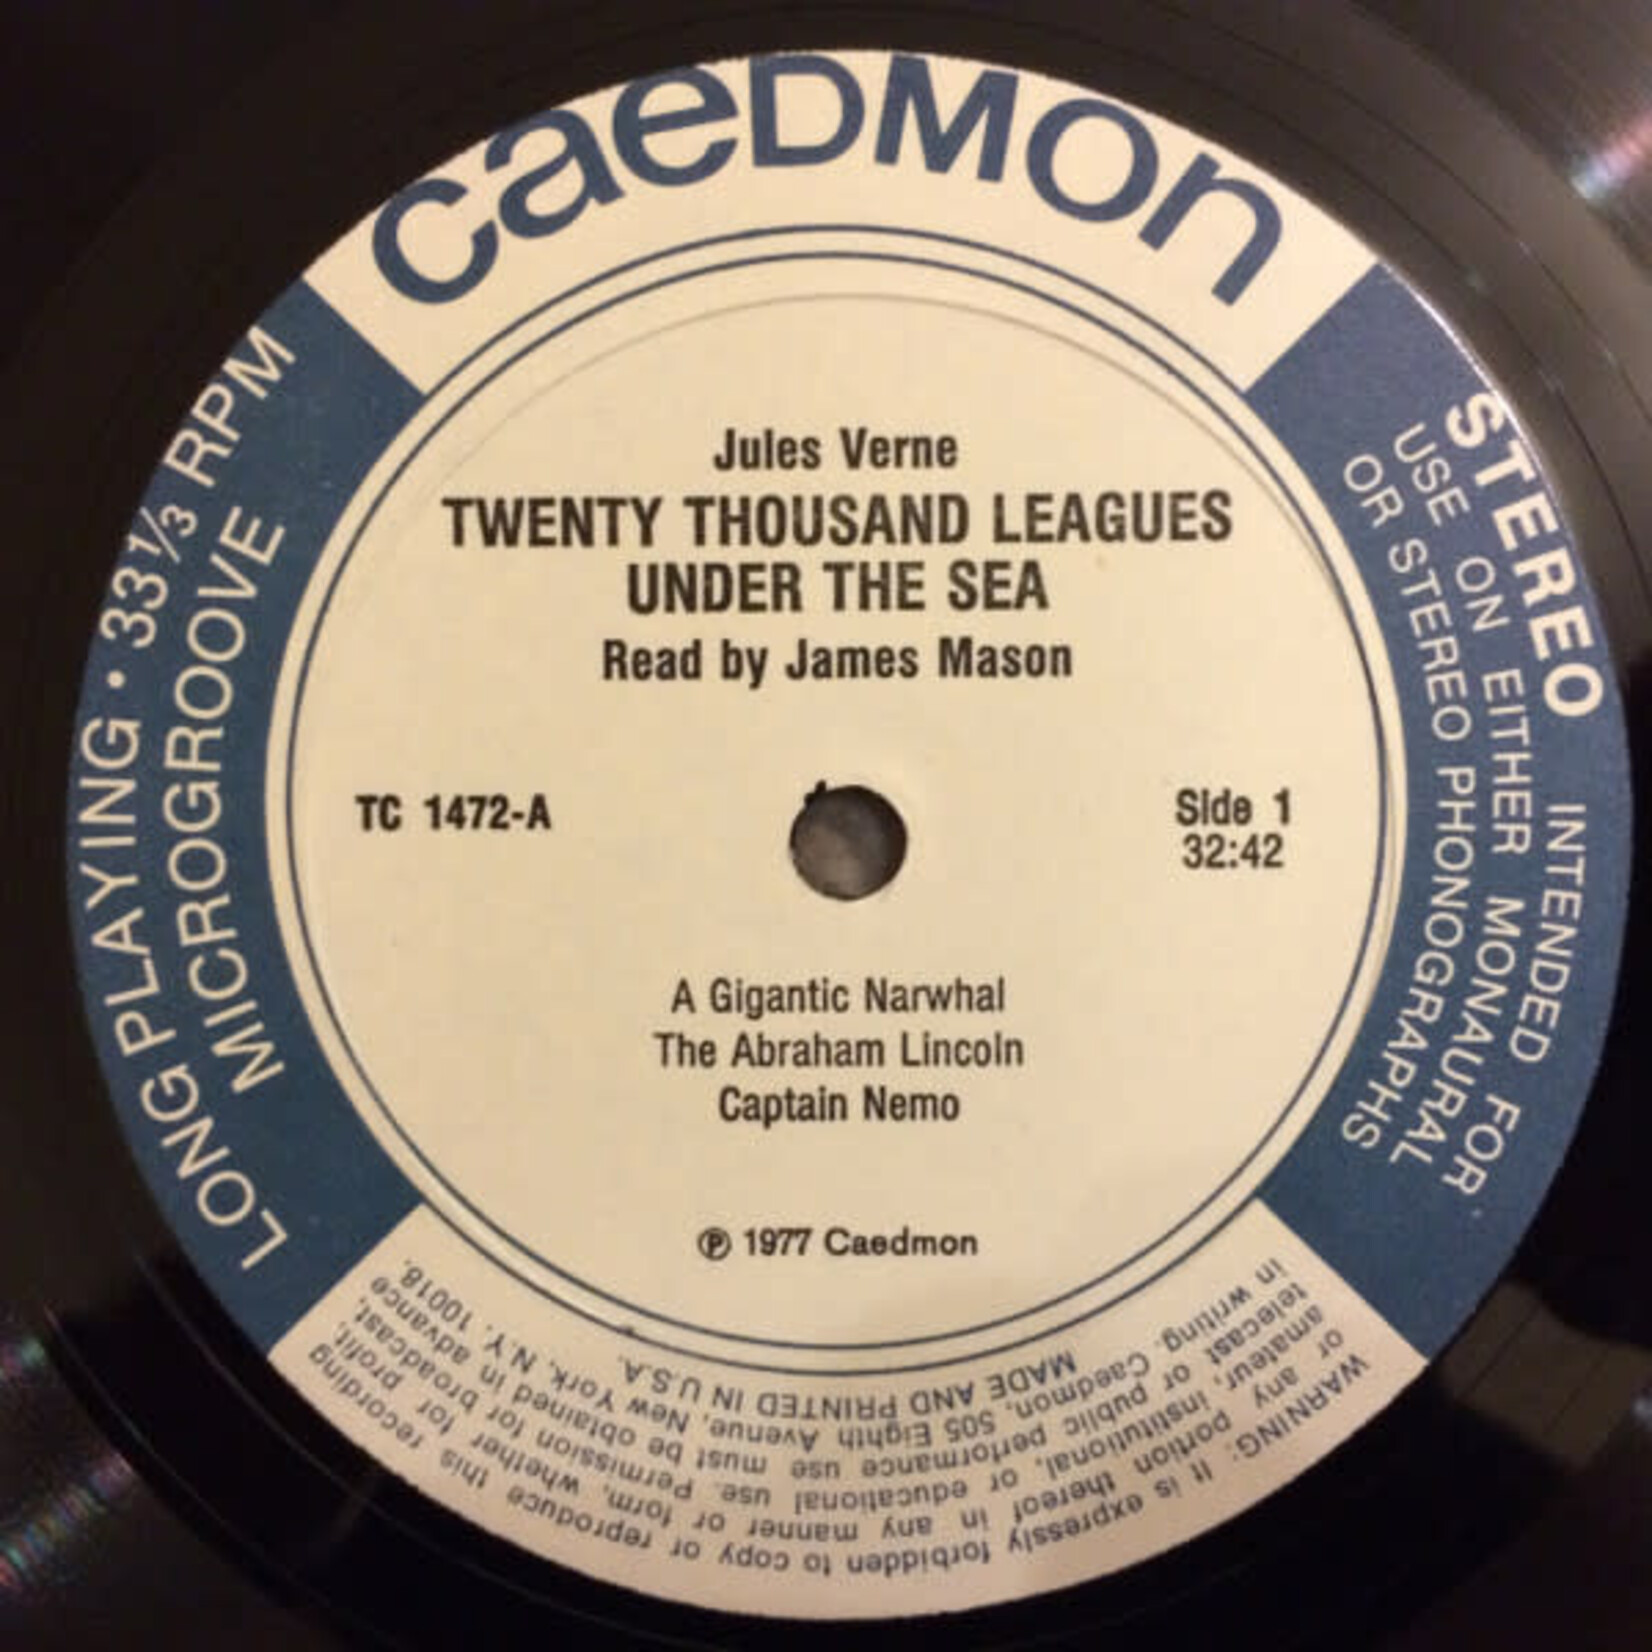 caeDmon
LONG PLAYING • 33⅓ RPM
MICROGROOVE
STEREO INTENDED FOR
USE ON EITHER MONAURAL
OR STEREO PHONOGRAPHS
Jules Verne
TWENTY THOUSAND LEAGUES
UNDER THE SEA
Read by James Mason
TC 1472-A
Side 1
32:42
A Gigantic Narwhal
The Abraham Lincoln
Captain Nemo
℗ 1977 Caedmon
WARNING: It is expressly forbidden to copy or reproduce this recording
or any portion thereof in any manner or form, whether for profit,
amateur, institutional, or educational use. Permission for broadcast,
telecast or public performance use must be obtained in advance
in writing. Caedmon, 505 Eighth Avenue, New York, N.Y. 10018.
MADE AND PRINTED IN U.S.A.